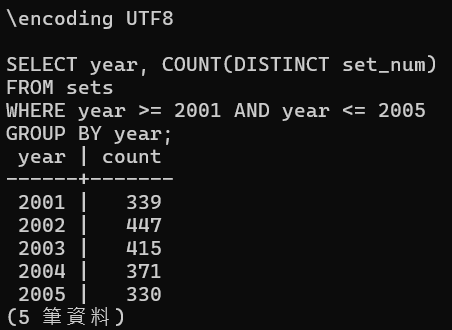 \encoding UTF8
SELECT year, COUNT(DISTINCT set_num)
FROM sets
WHERE year >= 2001 AND year <= 2005
GROUP BY year;
 year | count
------+-------
 2001 |   339
 2002 |   447
 2003 |   415
 2004 |   371
 2005 |   330
(5 筆資料)